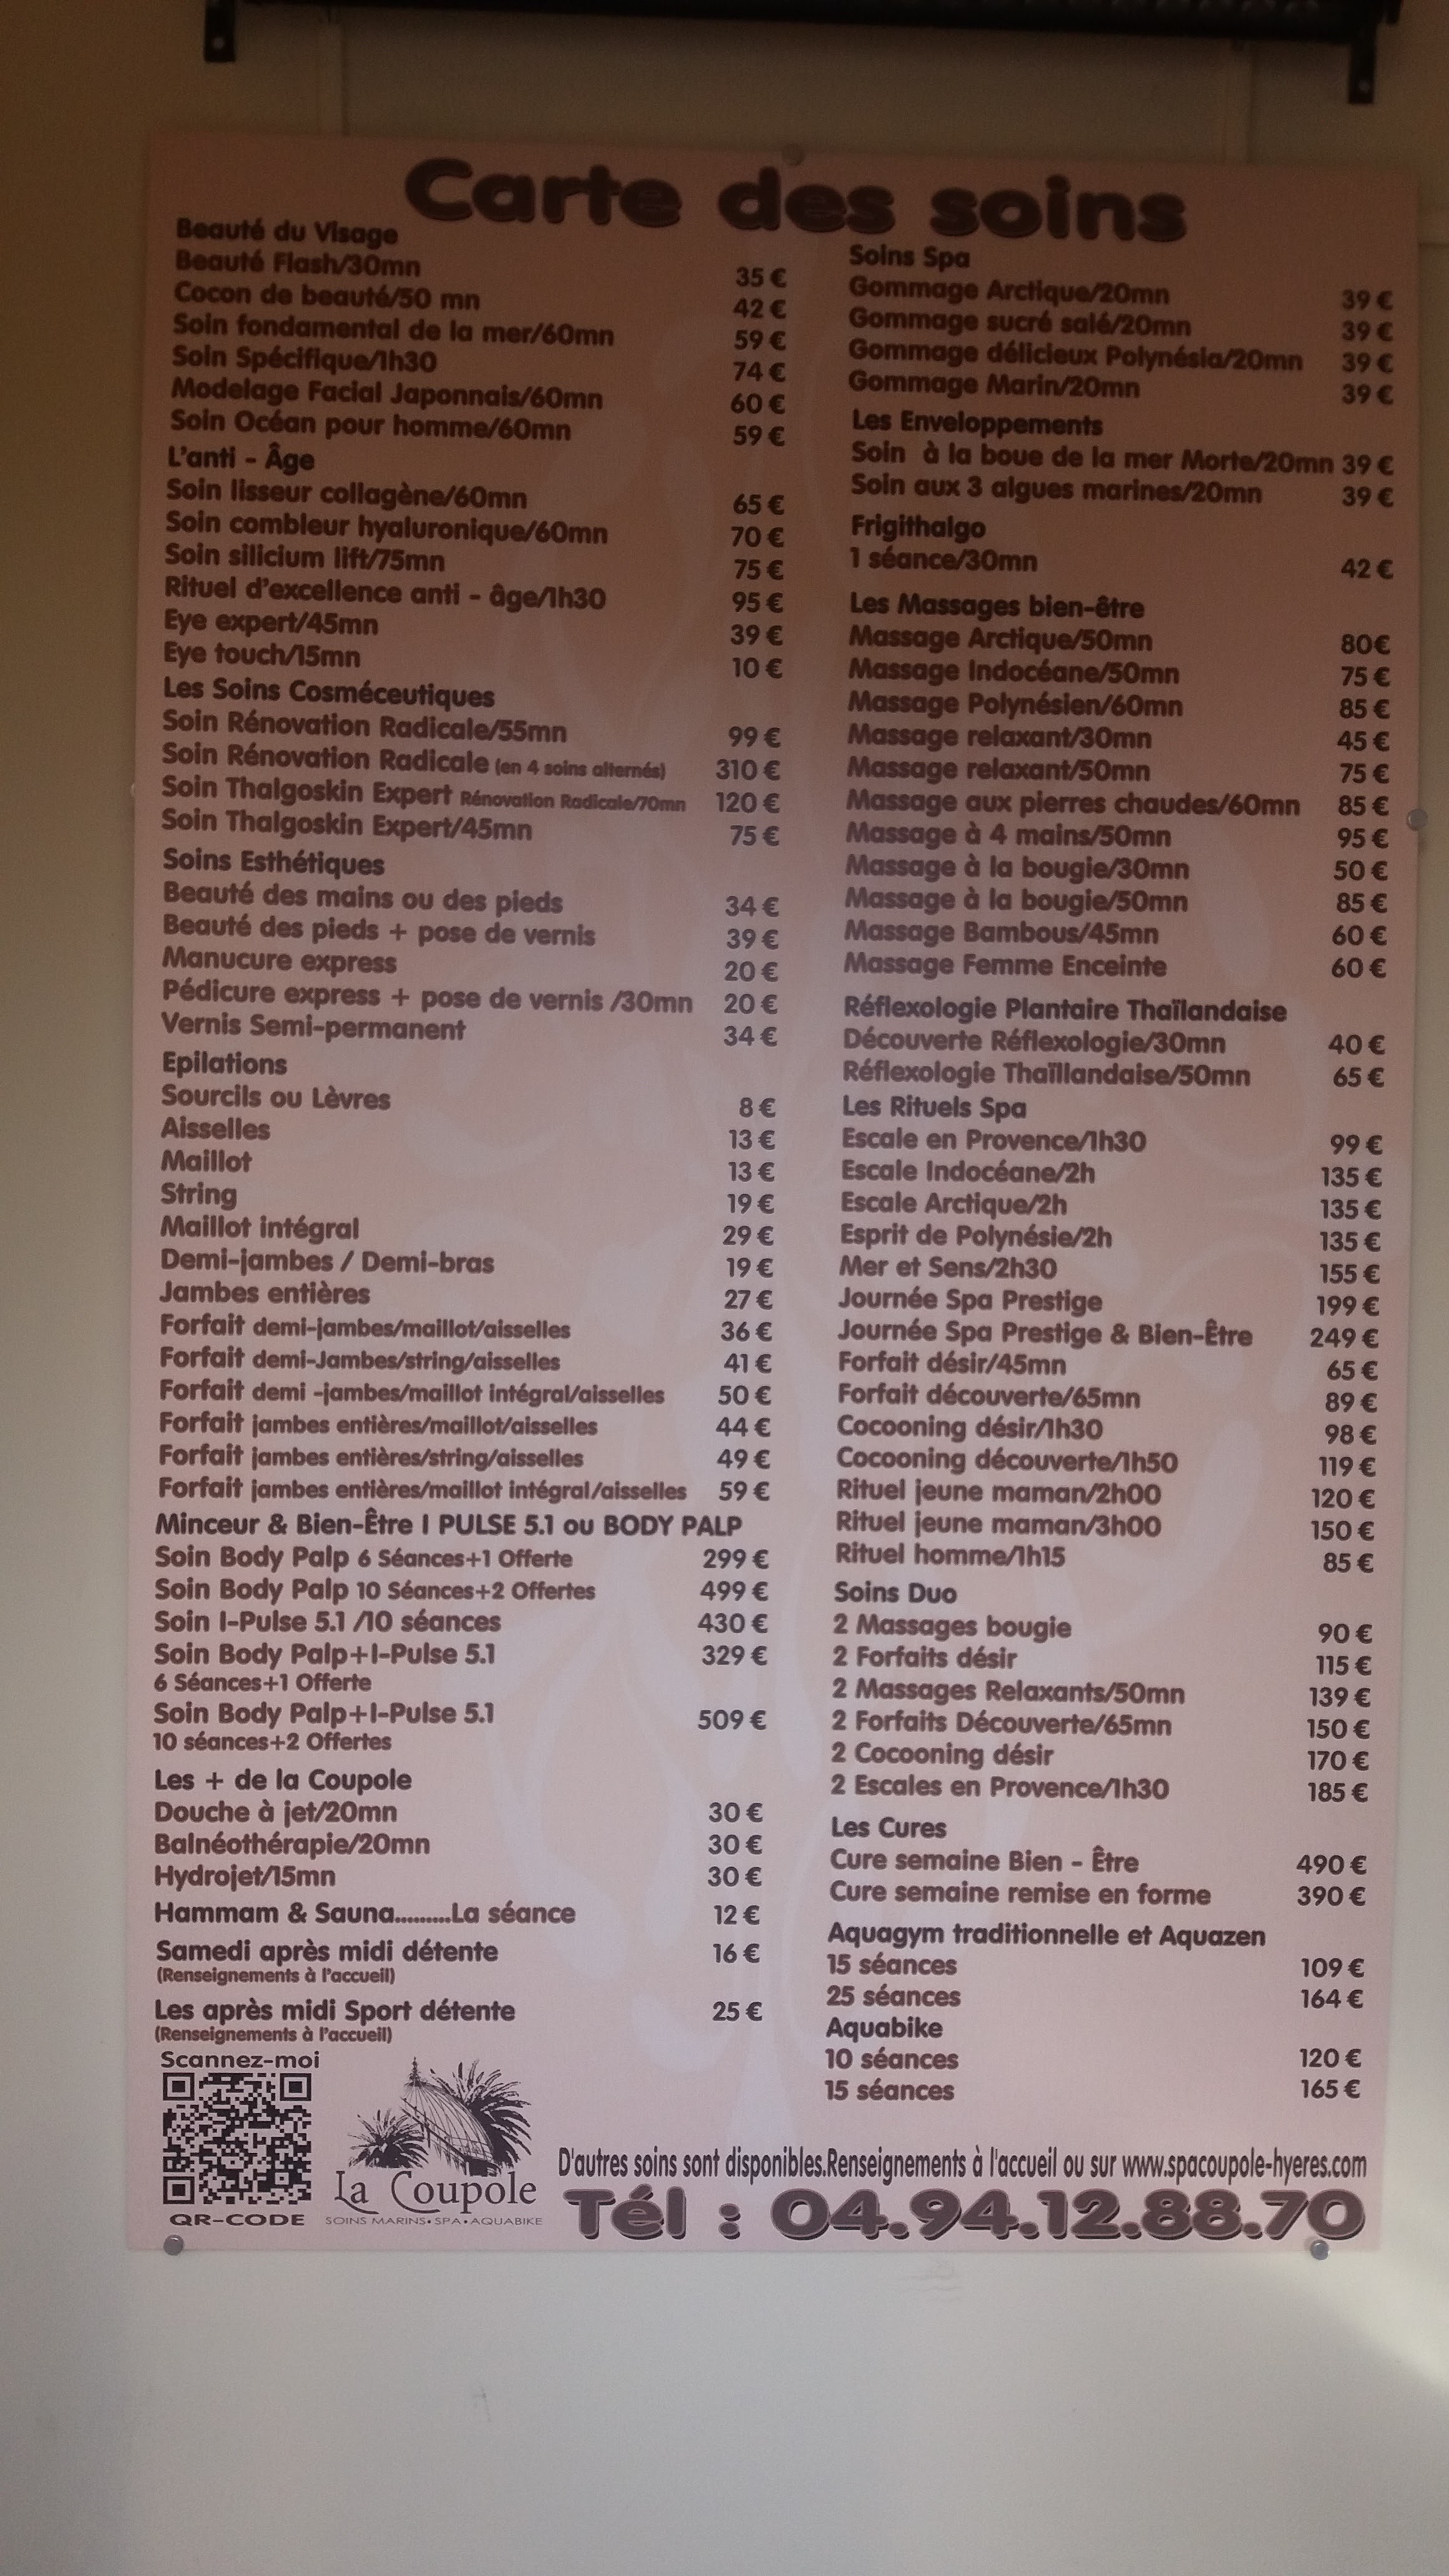 Carte des soins
Beauté du Visage
Beauté Flash/30mn 35 €
Cocon de beauté/50 mn 42 €
Soin fondamental de la mer/60mn 59 €
Soin Spécifique/1h30 74 €
Modelage Facial Japonnais/60mn 60 €
Soin Océan pour homme/60mn 59 €
L'anti - Âge
Soin lisseur collagène/60mn 65 €
Soin combleur hyaluronique/60mn 70 €
Soin silicium lift/75mn 75 €
Rituel d'excellence anti - âge/1h30 95 €
Eye expert/45mn 39 €
Eye touch/15mn 10 €
Les Soins Cosméceutiques
Soin Rénovation Radicale/55mn 99 €
Soin Rénovation Radicale (en 4 soins alternés) 310 €
Soin Thalgoskin Expert Rénovation Radicale/70mn 120 €
Soin Thalgoskin Expert/45mn 75 €
Soins Esthétiques
Beauté des mains ou des pieds 34 €
Beauté des pieds + pose de vernis 39 €
Manucure express 20 €
Pédicure express + pose de vernis /30mn 20 €
Vernis Semi-permanent 34 €
Epilations
Sourcils ou Lèvres 8 €
Aisselles 13 €
Maillot 13 €
String 19 €
Maillot intégral 29 €
Demi-jambes / Demi-bras 19 €
Jambes entières 27 €
Forfait demi-jambes/maillot/aisselles 36 €
Forfait demi-Jambes/string/aisselles 41 €
Forfait demi -jambes/maillot intégral/aisselles 50 €
Forfait jambes entières/maillot/aisselles 44 €
Forfait jambes entières/string/aisselles 49 €
Forfait jambes entières/maillot intégral/aisselles 59 €
Minceur & Bien-Être I PULSE 5.1 ou BODY PALP
Soin Body Palp 6 Séances+1 Offerte 299 €
Soin Body Palp 10 Séances+2 Offertes 499 €
Soin I-Pulse 5.1 /10 séances 430 €
Soin Body Palp+I-Pulse 5.1 329 €
6 Séances+1 Offerte
Soin Body Palp+I-Pulse 5.1 509 €
10 séances+2 Offertes
Les + de la Coupole
Douche à jet/20mn 30 €
Balnéothérapie/20mn 30 €
Hydrojet/15mn 30 €
Hammam & Sauna.........La séance 12 €
Samedi après midi détente 16 €
(Renseignements à l'accueil)
Les après midi Sport détente 25 €
(Renseignements à l'accueil)
Scannez-moi
QR-CODE
La Coupole
SOINS MARINS•SPA•AQUABIKE
Soins Spa
Gommage Arctique/20mn 39 €
Gommage sucré salé/20mn 39 €
Gommage délicieux Polynésia/20mn 39 €
Gommage Marin/20mn 39 €
Les Enveloppements
Soin à la boue de la mer Morte/20mn 39 €
Soin aux 3 algues marines/20mn 39 €
Frigithalgo
1 séance/30mn 42 €
Les Massages bien-être
Massage Arctique/50mn 80€
Massage Indocéane/50mn 75 €
Massage Polynésien/60mn 85 €
Massage relaxant/30mn 45 €
Massage relaxant/50mn 75 €
Massage aux pierres chaudes/60mn 85 €
Massage à 4 mains/50mn 95 €
Massage à la bougie/30mn 50 €
Massage à la bougie/50mn 85 €
Massage Bambous/45mn 60 €
Massage Femme Enceinte 60 €
Réflexologie Plantaire Thaïlandaise
Découverte Réflexologie/30mn 40 €
Réflexologie Thaïllandaise/50mn 65 €
Les Rituels Spa
Escale en Provence/1h30 99 €
Escale Indocéane/2h 135 €
Escale Arctique/2h 135 €
Esprit de Polynésie/2h 135 €
Mer et Sens/2h30 155 €
Journée Spa Prestige 199 €
Journée Spa Prestige & Bien-Être 249 €
Forfait désir/45mn 65 €
Forfait découverte/65mn 89 €
Cocooning désir/1h30 98 €
Cocooning découverte/1h50 119 €
Rituel jeune maman/2h00 120 €
Rituel jeune maman/3h00 150 €
Rituel homme/1h15 85 €
Soins Duo
2 Massages bougie 90 €
2 Forfaits désir 115 €
2 Massages Relaxants/50mn 139 €
2 Forfaits Découverte/65mn 150 €
2 Cocooning désir 170 €
2 Escales en Provence/1h30 185 €
Les Cures
Cure semaine Bien - Être 490 €
Cure semaine remise en forme 390 €
Aquagym traditionnelle et Aquazen
15 séances 109 €
25 séances 164 €
Aquabike
10 séances 120 €
15 séances 165 €
D'autres soins sont disponibles.Renseignements à l'accueil ou sur www.spacoupole-hyeres.com
Tél : 04.94.12.88.70